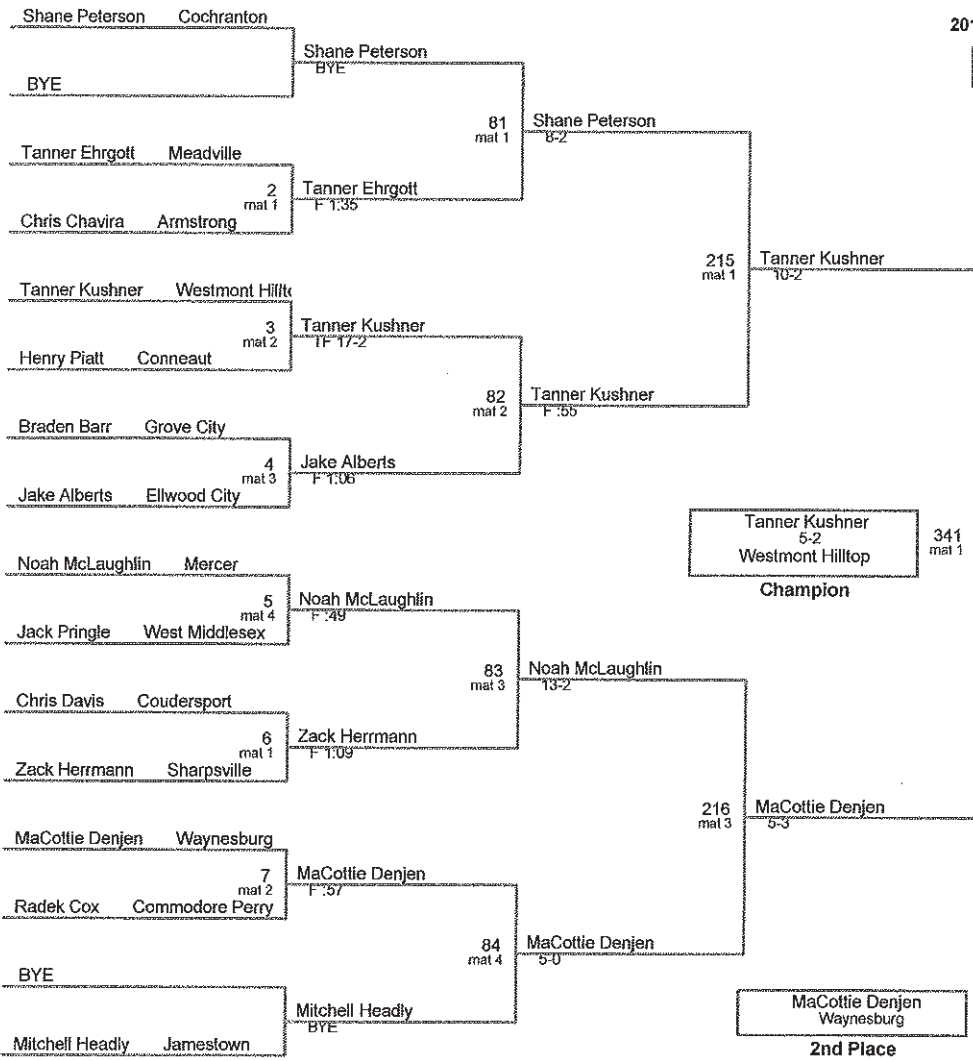 Shane Peterson Cochranton
201
Shane Peterson
BYE
BYE
81
mat 1
Shane Peterson
8-2
Tanner Ehrgott Meadville
2
mat 1
Tanner Ehrgott
F 1:35
Chris Chavira Armstrong
215
mat 1
Tanner Kushner
10-2
Tanner Kushner Westmont Hillto
3
mat 2
Tanner Kushner
TF 17-2
Henry Piatt Conneaut
82
mat 2
Tanner Kushner
F :55
Braden Barr Grove City
4
mat 3
Jake Alberts
F 1:06
Jake Alberts Ellwood City
Tanner Kushner
5-2
Westmont Hilltop
341
mat 1
Champion
Noah McLaughlin Mercer
5
mat 4
Noah McLaughlin
F :49
Jack Pringle West Middlesex
83
mat 3
Noah McLaughlin
13-2
Chris Davis Coudersport
6
mat 1
Zack Herrmann
F 1:09
Zack Herrmann Sharpsville
216
mat 3
MaCottie Denjen
5-3
MaCottie Denjen Waynesburg
7
mat 2
MaCottie Denjen
F :57
Radek Cox Commodore Perry
84
mat 4
MaCottie Denjen
5-0
BYE
Mitchell Headly
BYE
Mitchell Headly Jamestown
MaCottie Denjen
Waynesburg
2nd Place